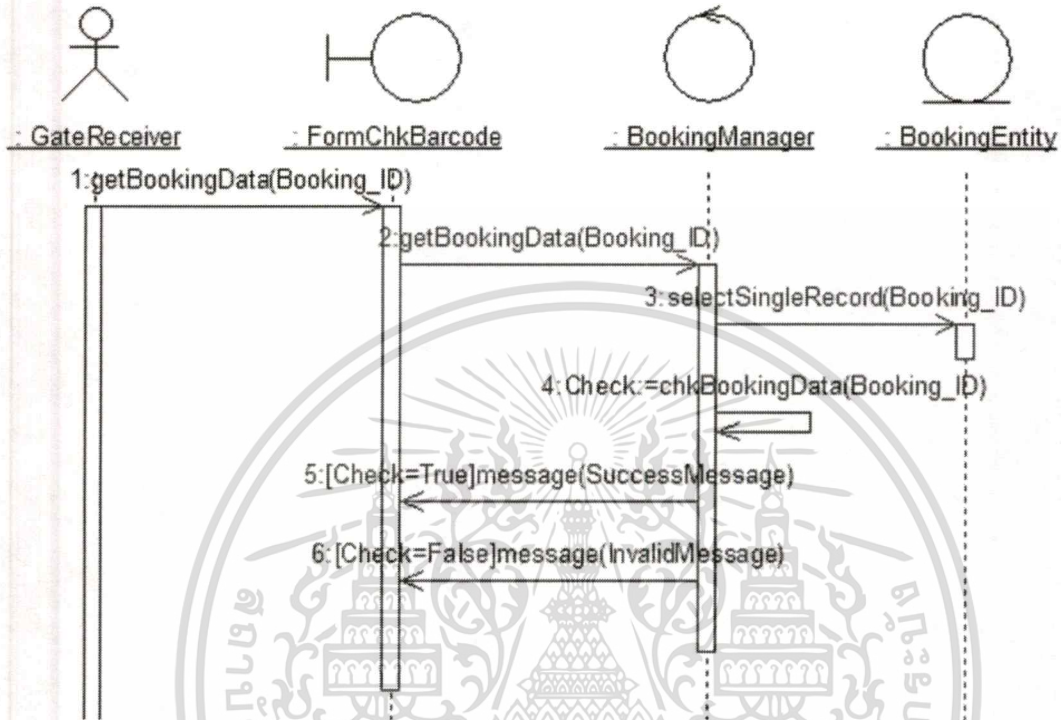 : GateReceiver
: FormChkBarcode
: BookingManager
: BookingEntity
1:getBookingData(Booking_ID)
2:getBookingData(Booking_ID)
3: selectSingleRecord(Booking_ID)
4: Check:=chkBookingData(Booking_ID)
5:[Check=True]message(SuccessMessage)
6: [Check=False]message(InvalidMessage)